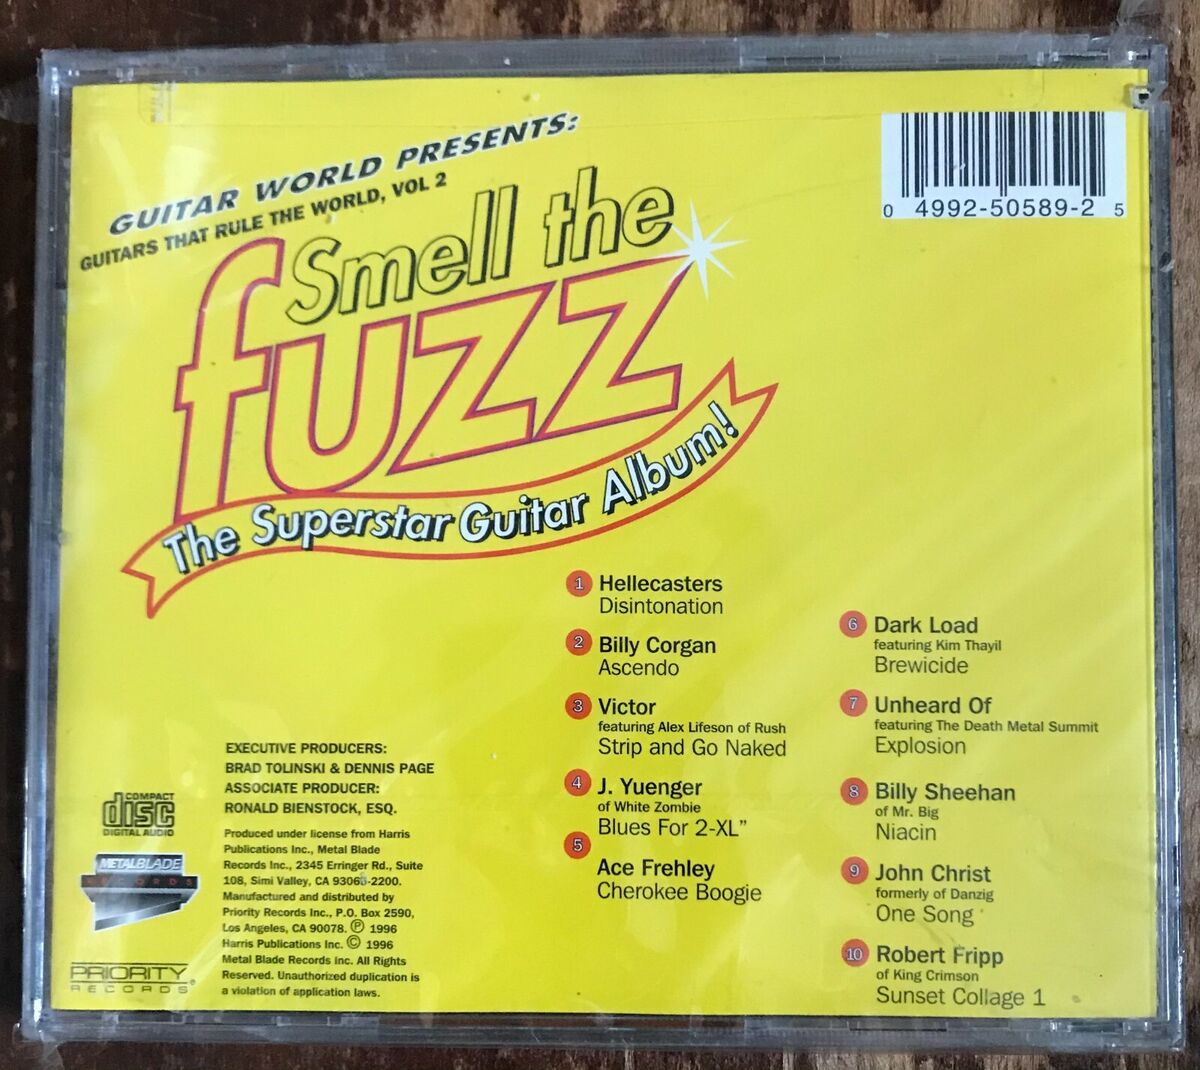 GUITAR WORLD PRESENTS:
GUITARS THAT RULE THE WORLD, VOL 2
Smell the
fuzz
The Superstar Guitar Album!
0 4992-50589-2 5
1 Hellecasters
Disintonation
2 Billy Corgan
Ascendo
3 Victor
featuring Alex Lifeson of Rush
Strip and Go Naked
4 J. Yuenger
of White Zombie
Blues For 2-XL”
5
Ace Frehley
Cherokee Boogie
6 Dark Load
featuring Kim Thayil
Brewicide
7 Unheard Of
featuring The Death Metal Summit
Explosion
8 Billy Sheehan
of Mr. Big
Niacin
9 John Christ
formerly of Danzig
One Song
10 Robert Fripp
of King Crimson
Sunset Collage 1
EXECUTIVE PRODUCERS:
BRAD TOLINSKI & DENNIS PAGE
ASSOCIATE PRODUCER:
RONALD BIENSTOCK, ESQ.
Produced under license from Harris
Publications Inc., Metal Blade
Records Inc., 2345 Erringer Rd., Suite
108, Simi Valley, CA 93065-2200.
Manufactured and distributed by
Priority Records Inc., P.O. Box 2590,
Los Angeles, CA 90078. ℗ 1996
Harris Publications Inc. © 1996
Metal Blade Records Inc. All Rights
Reserved. Unauthorized duplication is
a violation of application laws.
COMPACT
disc
DIGITAL AUDIO
METALBLADE
RECORDS
PRIORITY
RECORDS®